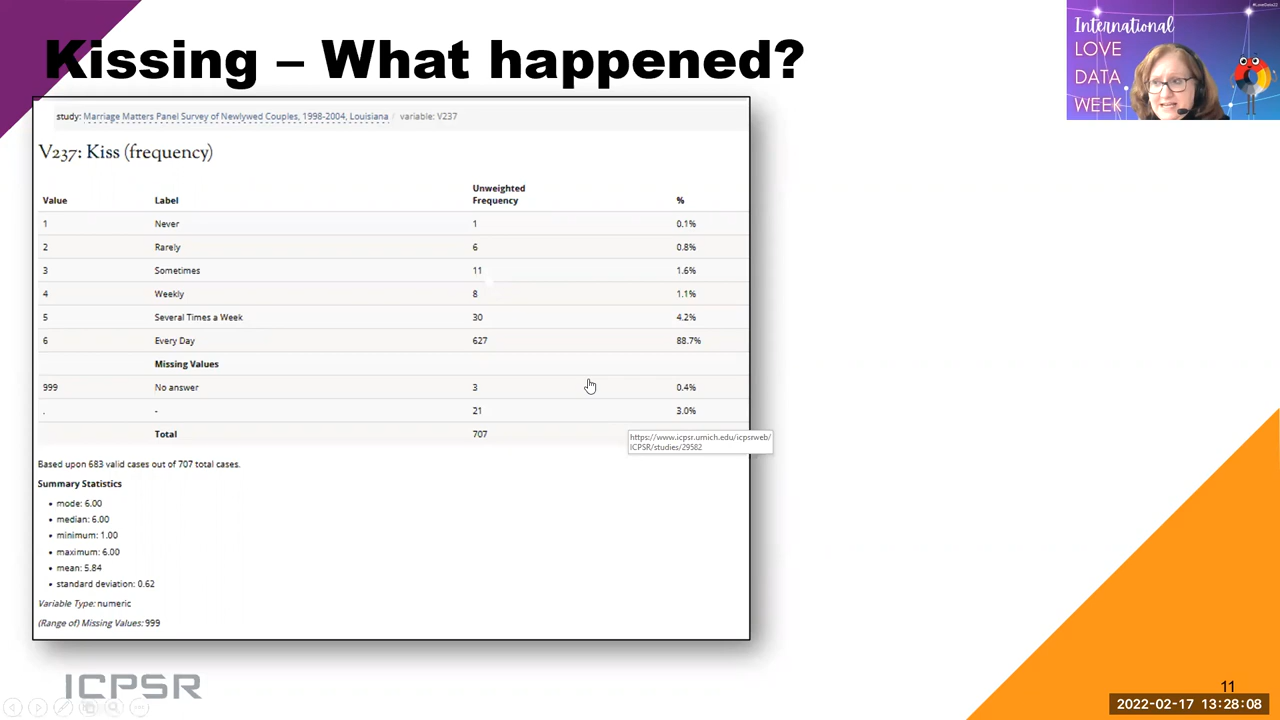 Kissing – What happened?
#LoveData22
International
LOVE
DATA
WEEK
study: Marriage Matters Panel Survey of Newlywed Couples, 1998-2004, Louisiana / variable: V237
V237: Kiss (frequency)
Value Label Unweighted Frequency %
1 Never 1 0.1%
2 Rarely 6 0.8%
3 Sometimes 11 1.6%
4 Weekly 8 1.1%
5 Several Times a Week 30 4.2%
6 Every Day 627 88.7%
Missing Values
999 No answer 3 0.4%
. - 21 3.0%
Total 707
https://www.icpsr.umich.edu/icpsrweb/
ICPSR/studies/29582
Based upon 683 valid cases out of 707 total cases.
Summary Statistics
• mode: 6.00
• median: 6.00
• minimum: 1.00
• maximum: 6.00
• mean: 5.84
• standard deviation: 0.62
Variable Type: numeric
(Range of) Missing Values: 999
ICPSR
11
2022-02-17 13:28:08